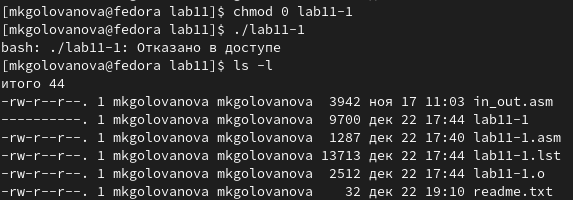 [mkgolovanova@fedora lab11]$ chmod 0 lab11-1
[mkgolovanova@fedora lab11]$ ./lab11-1
bash: ./lab11-1: Отказано в доступе
[mkgolovanova@fedora lab11]$ ls -l
итого 44
-rw-r--r--. 1 mkgolovanova mkgolovanova  3942 ноя 17 11:03 in_out.asm
----------. 1 mkgolovanova mkgolovanova  9700 дек 22 17:44 lab11-1
-rw-r--r--. 1 mkgolovanova mkgolovanova  1287 дек 22 17:40 lab11-1.asm
-rw-r--r--. 1 mkgolovanova mkgolovanova 13713 дек 22 17:44 lab11-1.lst
-rw-r--r--. 1 mkgolovanova mkgolovanova  2512 дек 22 17:44 lab11-1.o
-rw-r--r--. 1 mkgolovanova mkgolovanova    32 дек 22 19:10 readme.txt